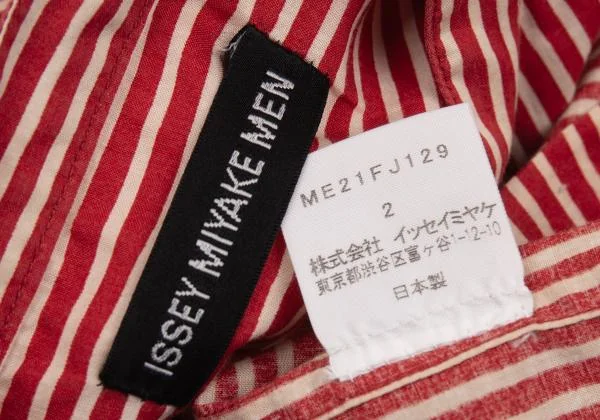 ISSEY MIYAKE MEN
ME21FJ129
2
株式会社 イッセイミヤケ
東京都渋谷区富ヶ谷1-12-10
日本製